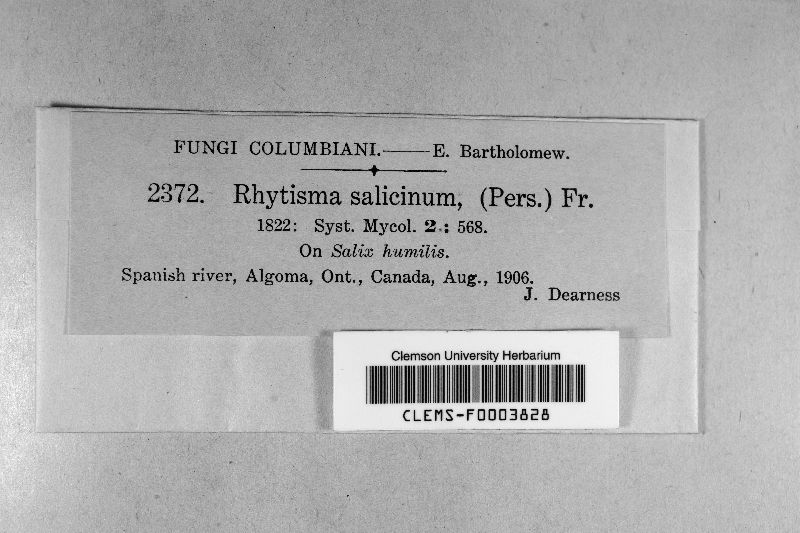 FUNGI COLUMBIANI.——E. Bartholomew.
2372. Rhytisma salicinum, (Pers.) Fr.
1822: Syst. Mycol. 2 : 568.
On Salix humilis.
Spanish river, Algoma, Ont., Canada, Aug., 1906.
J. Dearness
Clemson University Herbarium
CLEMS-F0003828